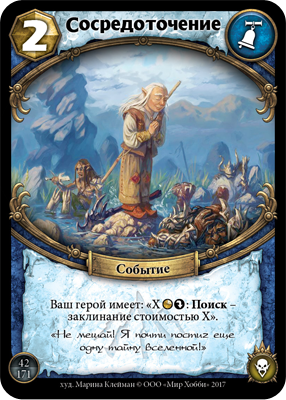 2
Сосредоточение
Событие
Ваш герой имеет: «X : Поиск –
заклинание стоимостью X».
«Не мешай! Я почти постиг еще
одну тайну вселенной!»
42
171
худ. Марина Клейман © ООО «Мир Хобби» 2017